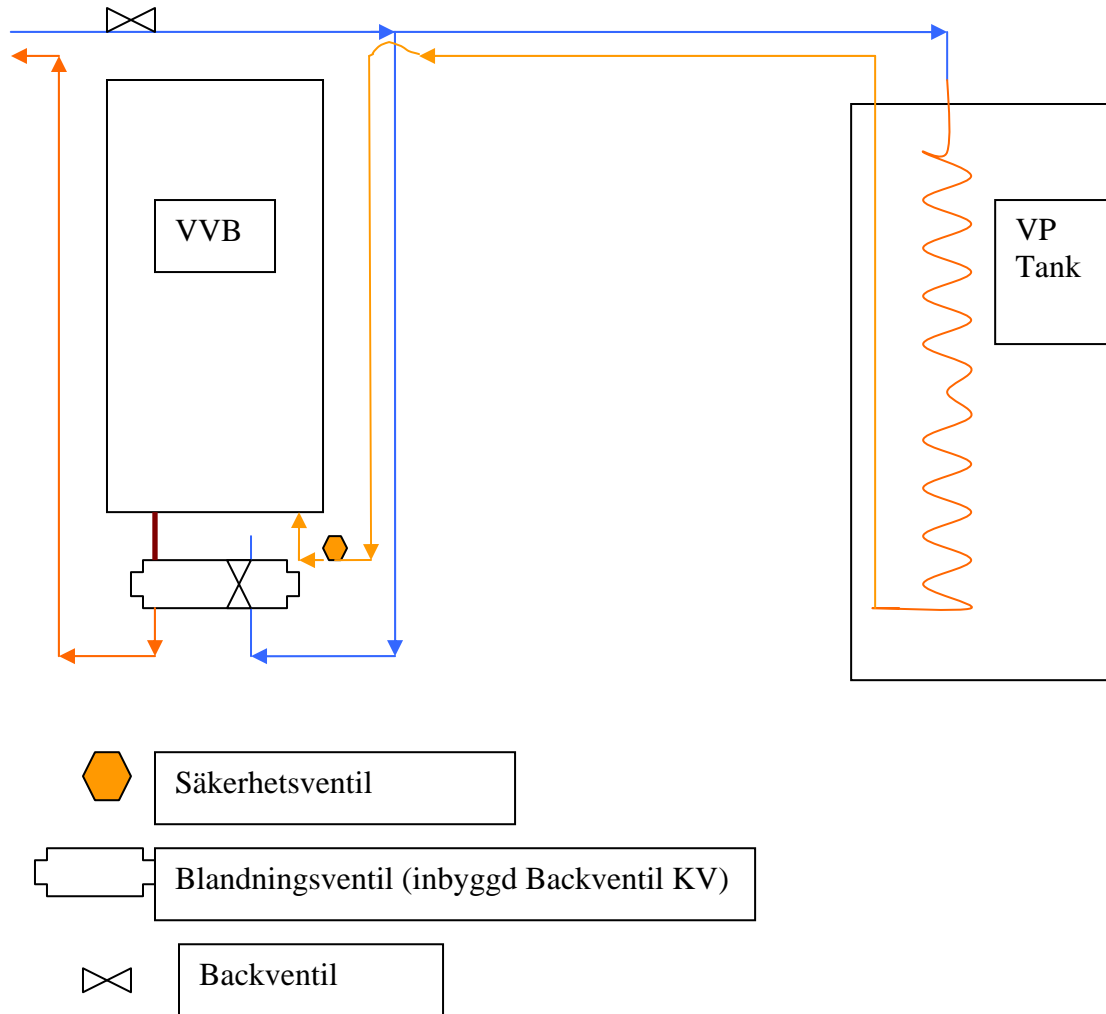 VVB
VP
Tank
Säkerhetsventil
Blandningsventil (inbyggd Backventil KV)
Backventil